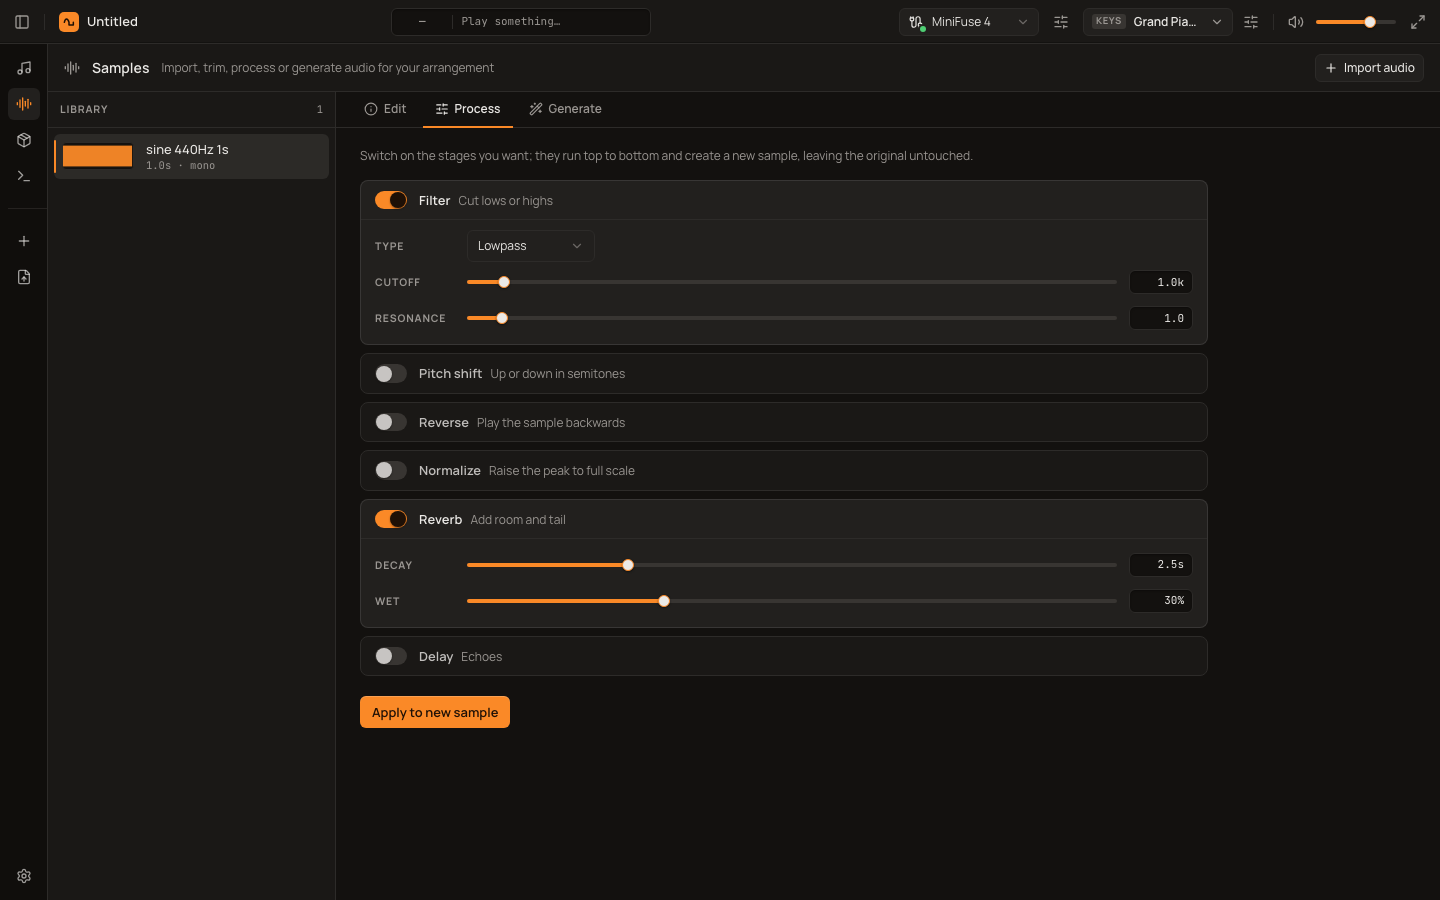 Untitled
– Play something…
MiniFuse 4
KEYS Grand Pia…
Samples Import, trim, process or generate audio for your arrangement
Import audio
LIBRARY 1
Edit Process Generate
sine 440Hz 1s
1.0s · mono
Switch on the stages you want; they run top to bottom and create a new sample, leaving the original untouched.
Filter Cut lows or highs
TYPE Lowpass
CUTOFF 1.0k
RESONANCE 1.0
Pitch shift Up or down in semitones
Reverse Play the sample backwards
Normalize Raise the peak to full scale
Reverb Add room and tail
DECAY 2.5s
WET 30%
Delay Echoes
Apply to new sample